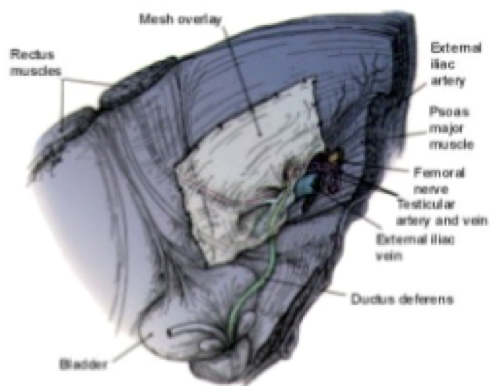 Mesh overlay
Rectus
muscles
External
iliac
artery
Psoas
major
muscle
Femoral
nerve
Testicular
artery and vein
External iliac
vein
Ductus deferens
Bladder